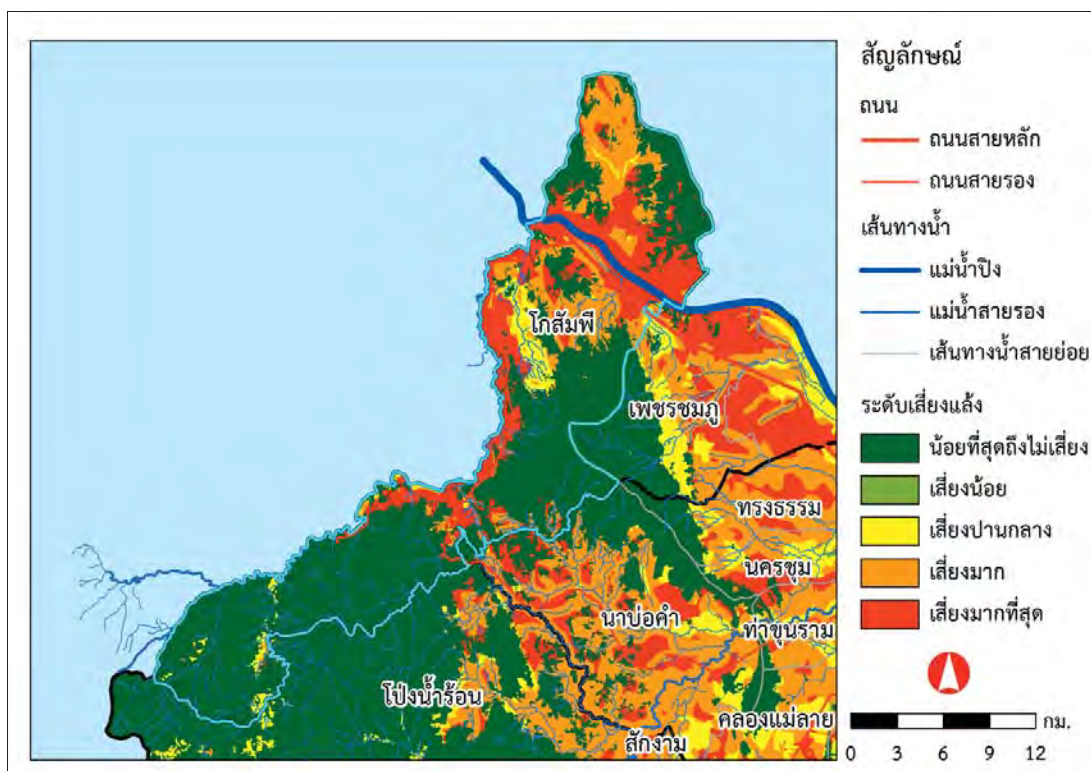 สัญลักษณ์
ถนน
ถนนสายหลัก
ถนนสายรอง
เส้นทางน้ำ
แม่น้ำปิง
แม่น้ำสายรอง
เส้นทางน้ำสายย่อย
ระดับเสี่ยงแล้ง
น้อยที่สุดถึงไม่เสี่ยง
เสี่ยงน้อย
เสี่ยงปานกลาง
เสี่ยงมาก
เสี่ยงมากที่สุด
กม.
0 3 6 9 12
โกสัมพี
เพชรชมภู
ทรงธรรม
นครชุม
นาบ่อคำ
ท่าขุนราม
โป่งน้ำร้อน
คลองแม่ลาย
สักงาม